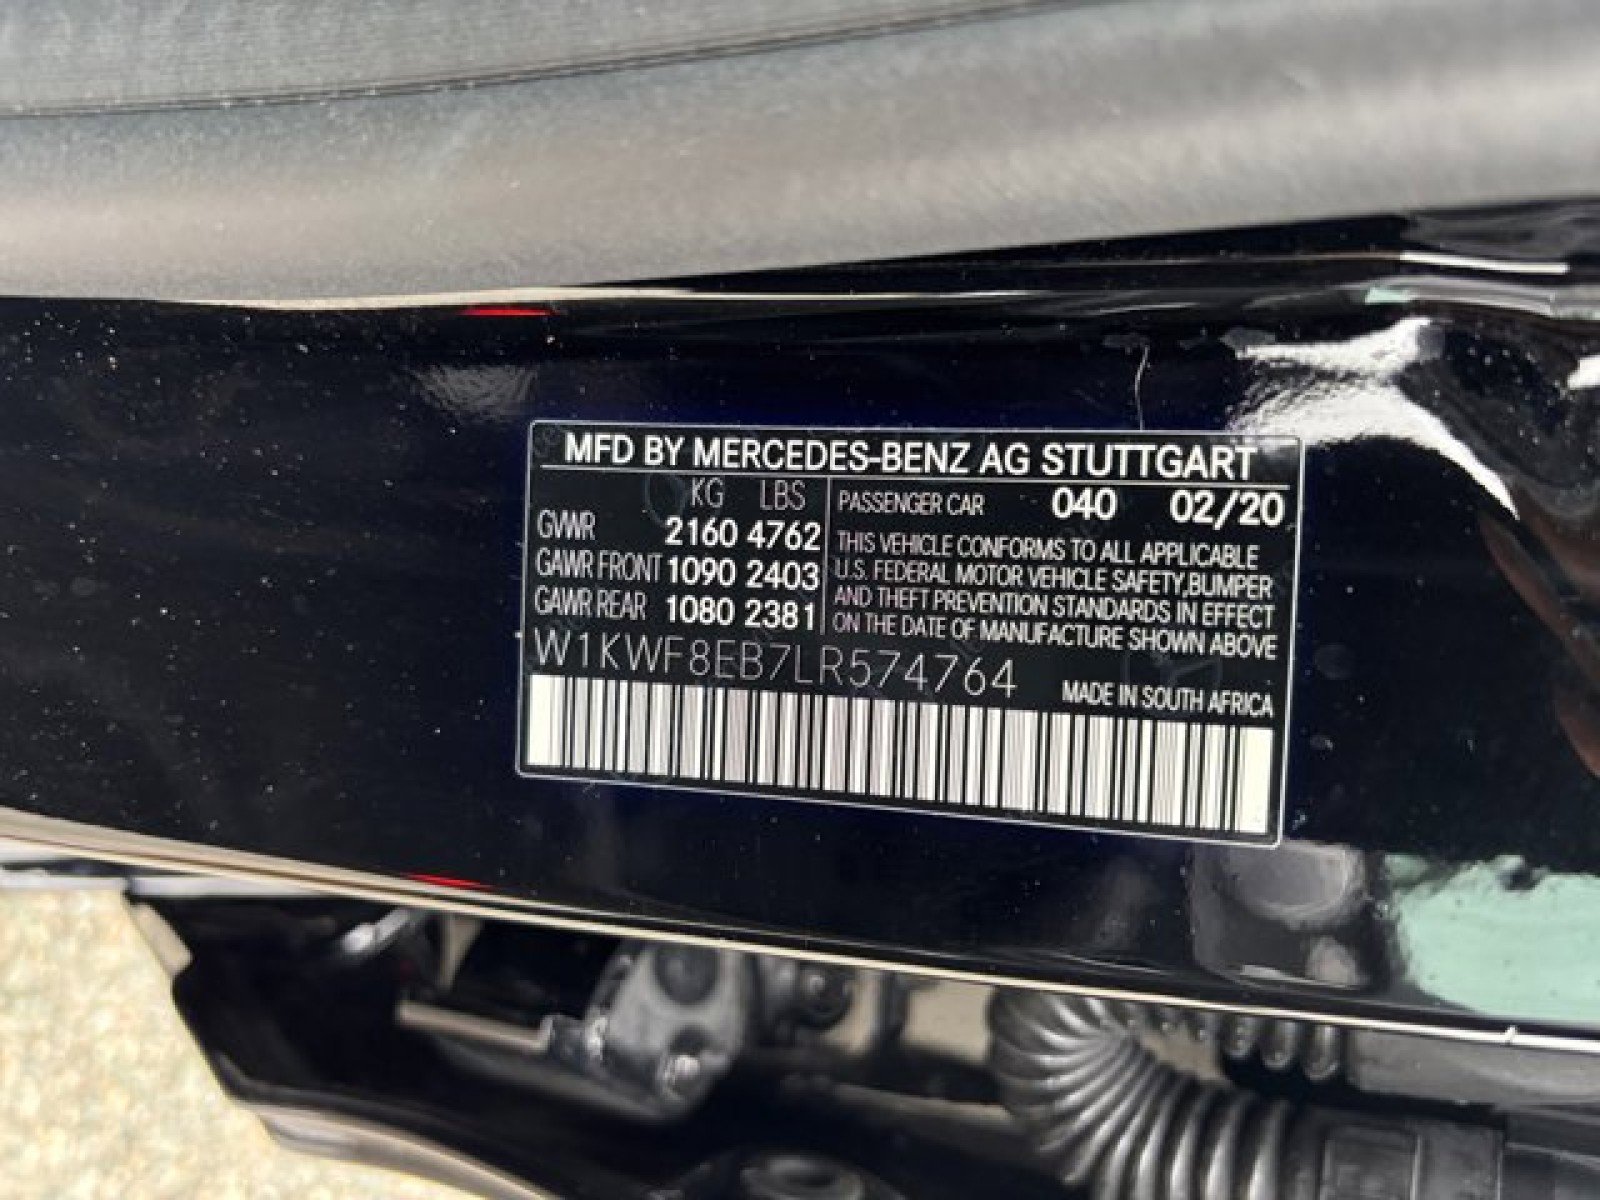 MFD BY MERCEDES-BENZ AG STUTTGART
KG LBS
GVWR 2160 4762
GAWR FRONT 1090 2403
GAWR REAR 1080 2381
PASSENGER CAR 040 02/20
THIS VEHICLE CONFORMS TO ALL APPLICABLE
U.S. FEDERAL MOTOR VEHICLE SAFETY,BUMPER
AND THEFT PREVENTION STANDARDS IN EFFECT
ON THE DATE OF MANUFACTURE SHOWN ABOVE
W1KWF8EB7LR574764
MADE IN SOUTH AFRICA